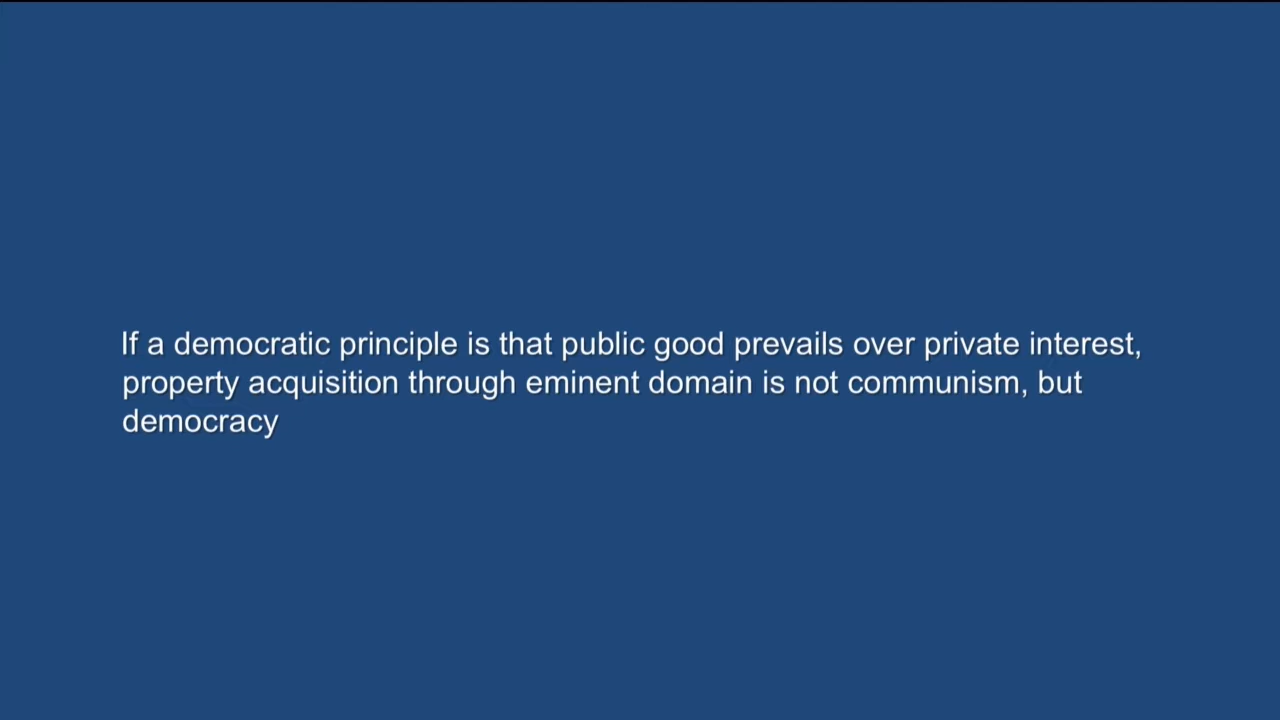 If a democratic principle is that public good prevails over private interest,
property acquisition through eminent domain is not communism, but
democracy